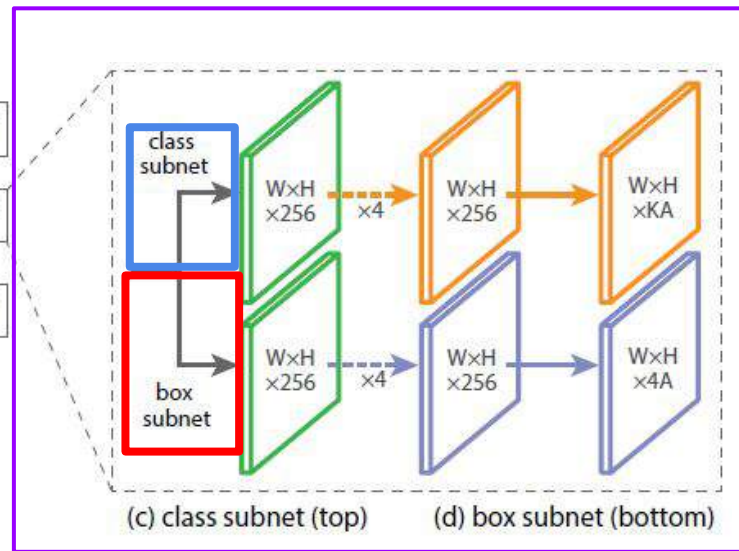 class
subnet
W×H
×256
×4
W×H
×256
W×H
×KA
box
subnet
W×H
×256
×4
W×H
×256
W×H
×4A
(c) class subnet (top)
(d) box subnet (bottom)